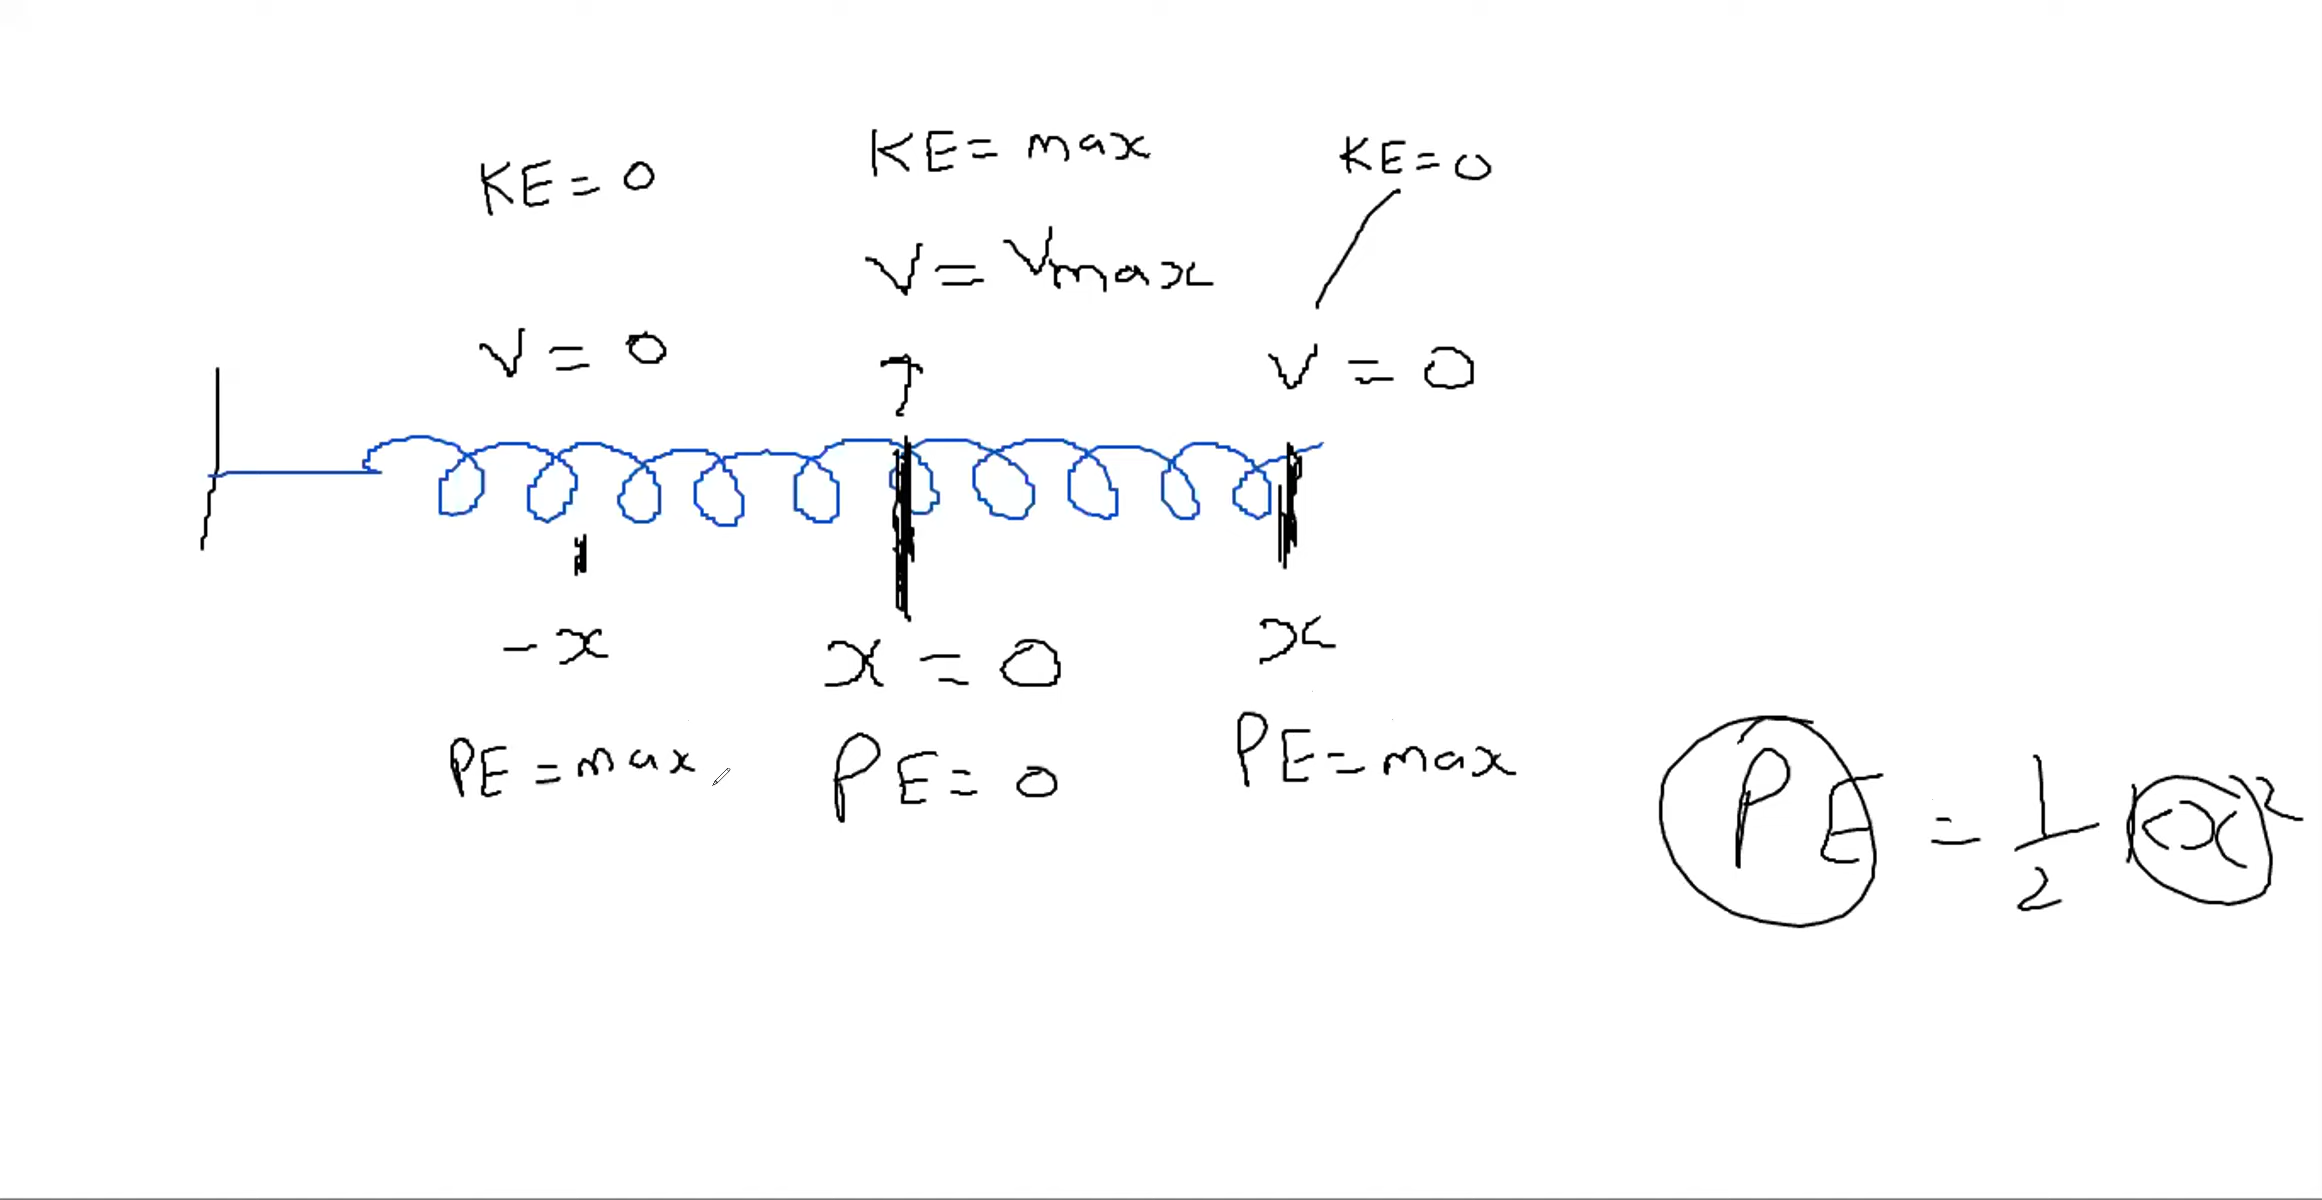 KE = 0
KE = max
KE = 0
V = Vmax
V = 0
V = 0
-x
x = 0
x
PE = max
PE = 0
PE = max
PE = 1/2 kx²